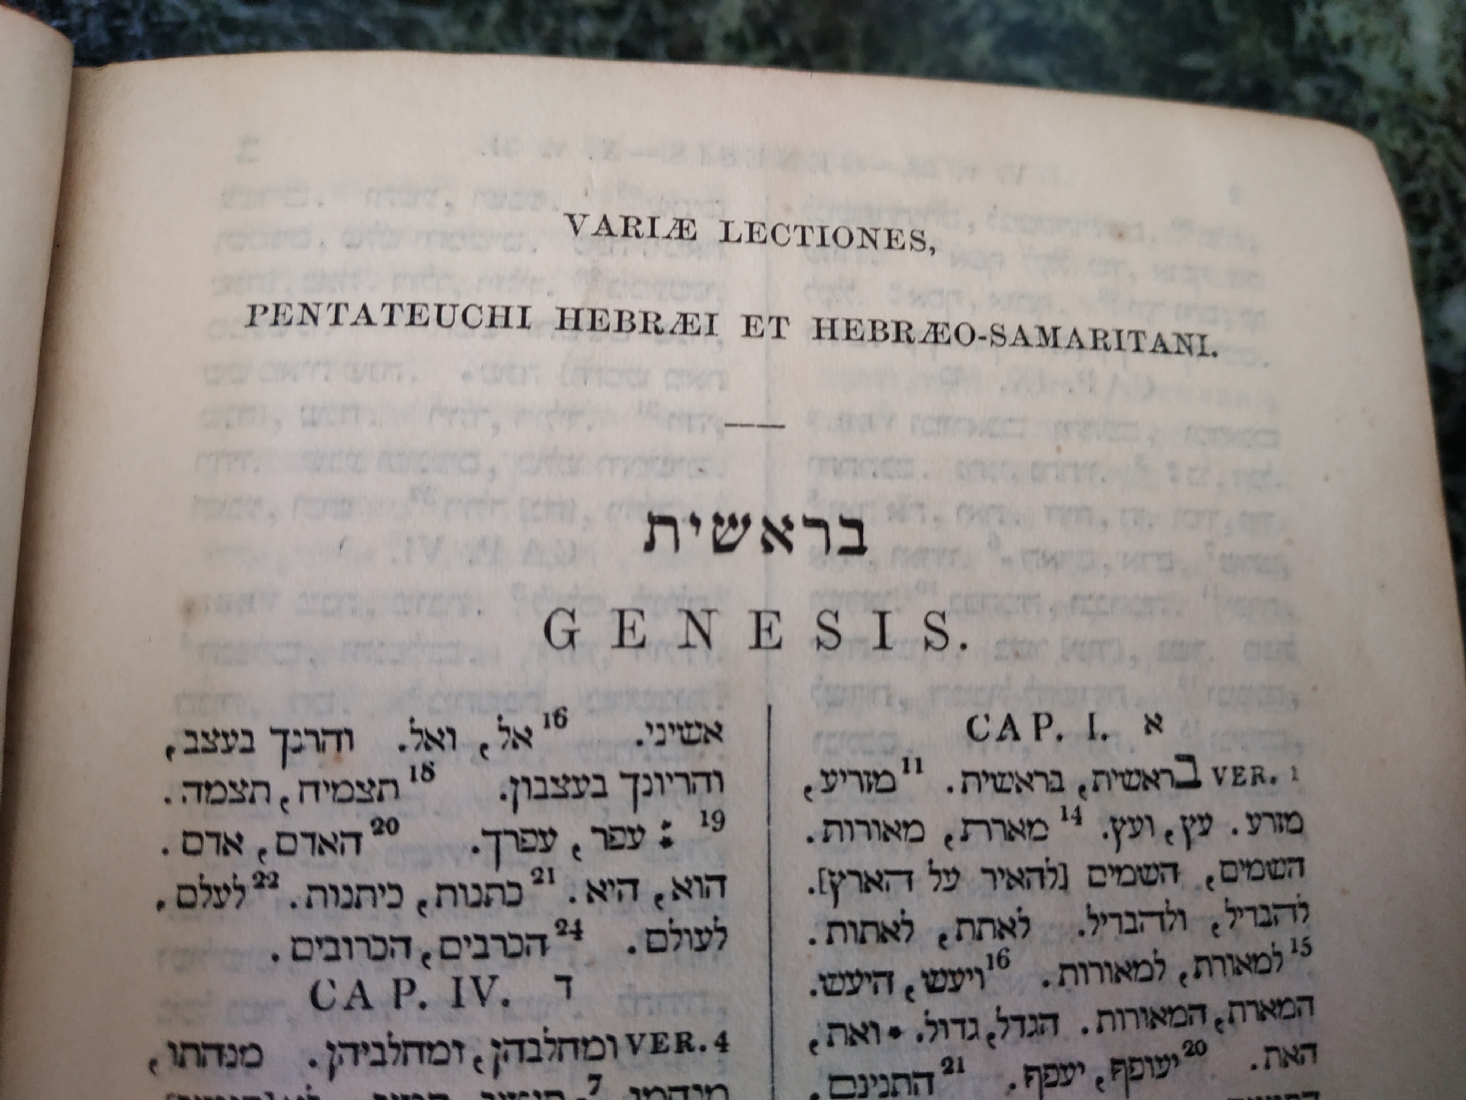 VARIÆ LECTIONES,
PENTATEUCHI HEBRÆI ET HEBRÆO-SAMARITANI.
בראשית
GENESIS.
CAP. I. א
VER. 1 בראשית, בראשית. 11 מזריע,
מזרע. עץ, ועץ. 14 מארת, מאורות.
השמים, השמים [להאיר על הארץ].
להבדיל, ולהבדיל. לאתת, לאתות.
15 למאורת, למאורות. 16 ויעש, היעש.
המארת, המאורות. הגדל, גדול. • ואת,
האת. 20 יעופף, יעפף. 21 התנינם,
אשיני. 16 אל, ואל. והרנך בעצב,
והריונך בעצבון. 18 תצמיח, תצמה.
19 : עפר, עפרך. 20 האדם, אדם.
הוא, היא. 21 כתנות, כיתנות. 22 לעלם,
לעולם. 24 הכרבים, הכרובים.
CAP. IV. ד
VER. 4 ומחלבהן, ומחלביהן. מנהתו,
7